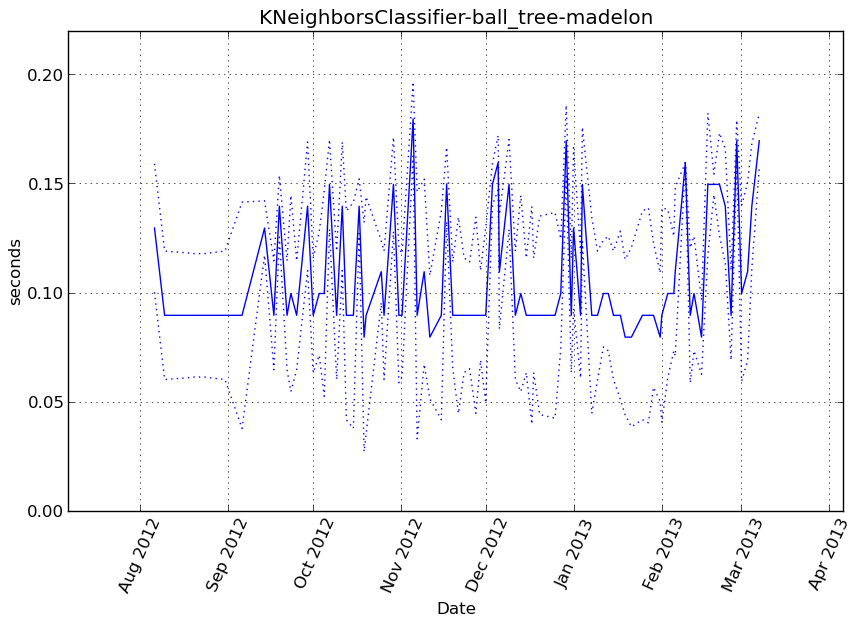 KNeighborsClassifier-ball_tree-madelon
0.20
0.15
0.10
0.05
0.00
seconds
Aug 2012
Sep 2012
Oct 2012
Nov 2012
Dec 2012
Jan 2013
Feb 2013
Mar 2013
Apr 2013
Date